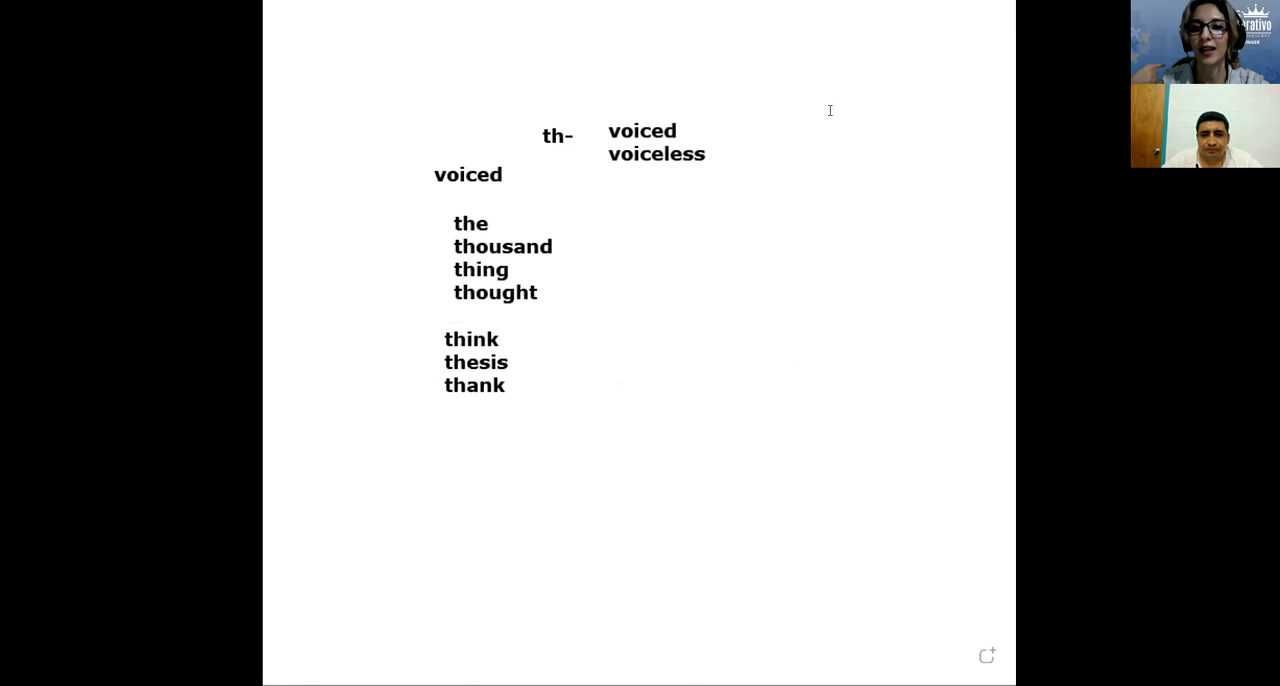 th-
voiced
voiceless
voiced
the
thousand
thing
thought
think
thesis
thank